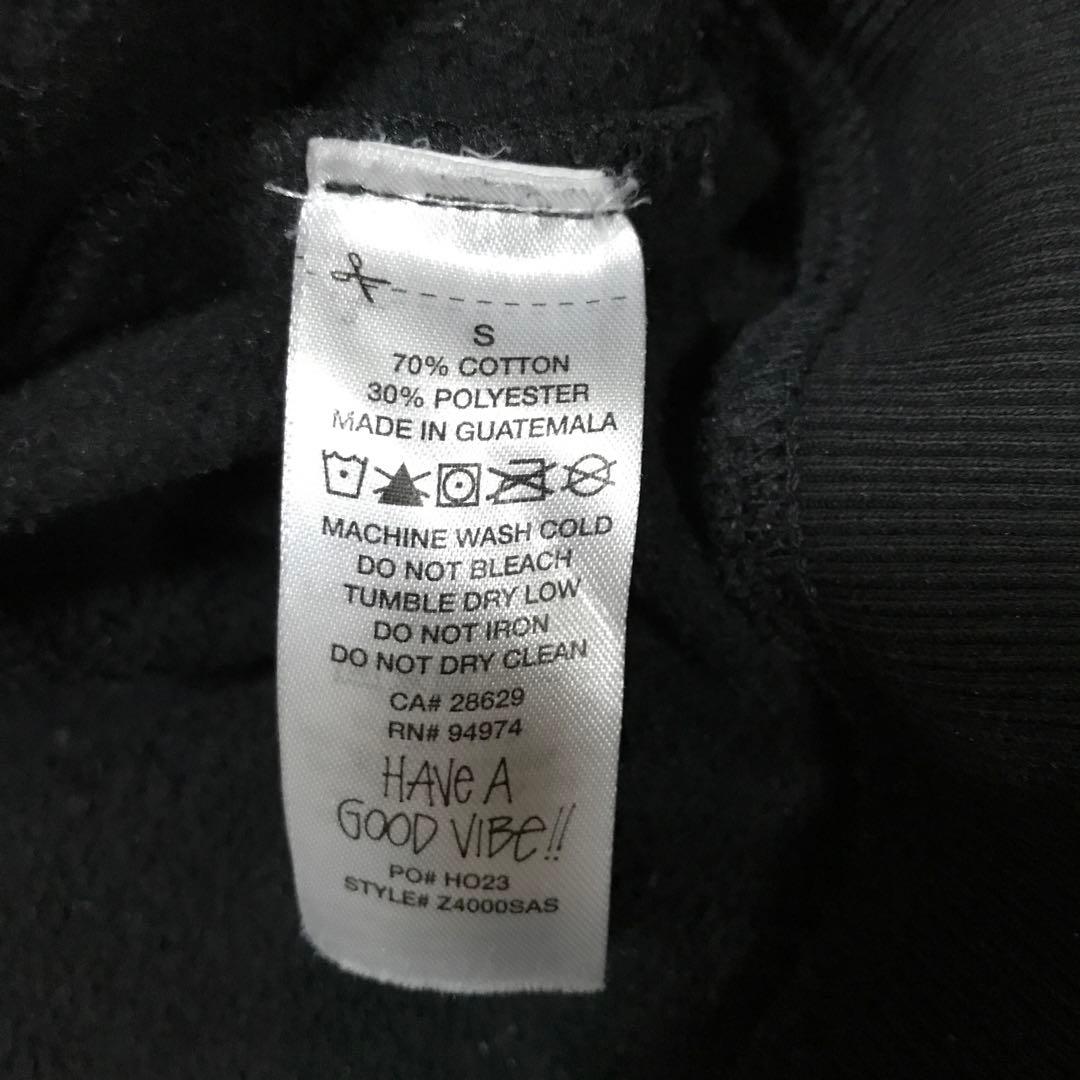 S
70% COTTON
30% POLYESTER
MADE IN GUATEMALA
MACHINE WASH COLD
DO NOT BLEACH
TUMBLE DRY LOW
DO NOT IRON
DO NOT DRY CLEAN
CA# 28629
RN# 94974
HAVe A
GOOD VIBe!!
PO# HO23
STYLE# Z4000SAS